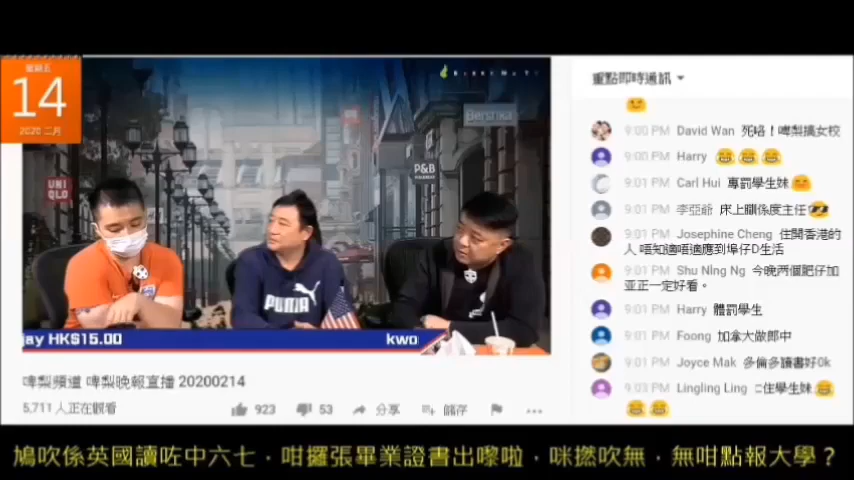 星期五
14
2020 二月
Bershka
P&B
UNIQLO
PUMA
jay HK$15.00
kwo
啤梨頻道 啤梨晚報直播 20200214
5,711 人正在觀看
923
53
分享
儲存
重點即時通訊
9:00 PM David Wan 死咯！啤梨搞女校
9:00 PM Harry
9:01 PM Carl Hui 專罰學生妹
9:01 PM 李亞爺 床上瞓係度主任
9:01 PM Josephine Cheng 住開香港的
人 唔知適唔適應到埠仔D生活
9:01 PM Shu NIng Ng 今晚两個肥仔加
亚正一定好看。
9:01 PM Harry 體罰學生
9:01 PM Foong 加拿大做郎中
9:01 PM Joyce Mak 多倫多讀書好0k
9:03 PM Lingling Ling 住學生妹
鳩吹係英國讀咗中六七，咁攞張畢業證書出嚟啦，咪撚吹無，無咁點報大學？